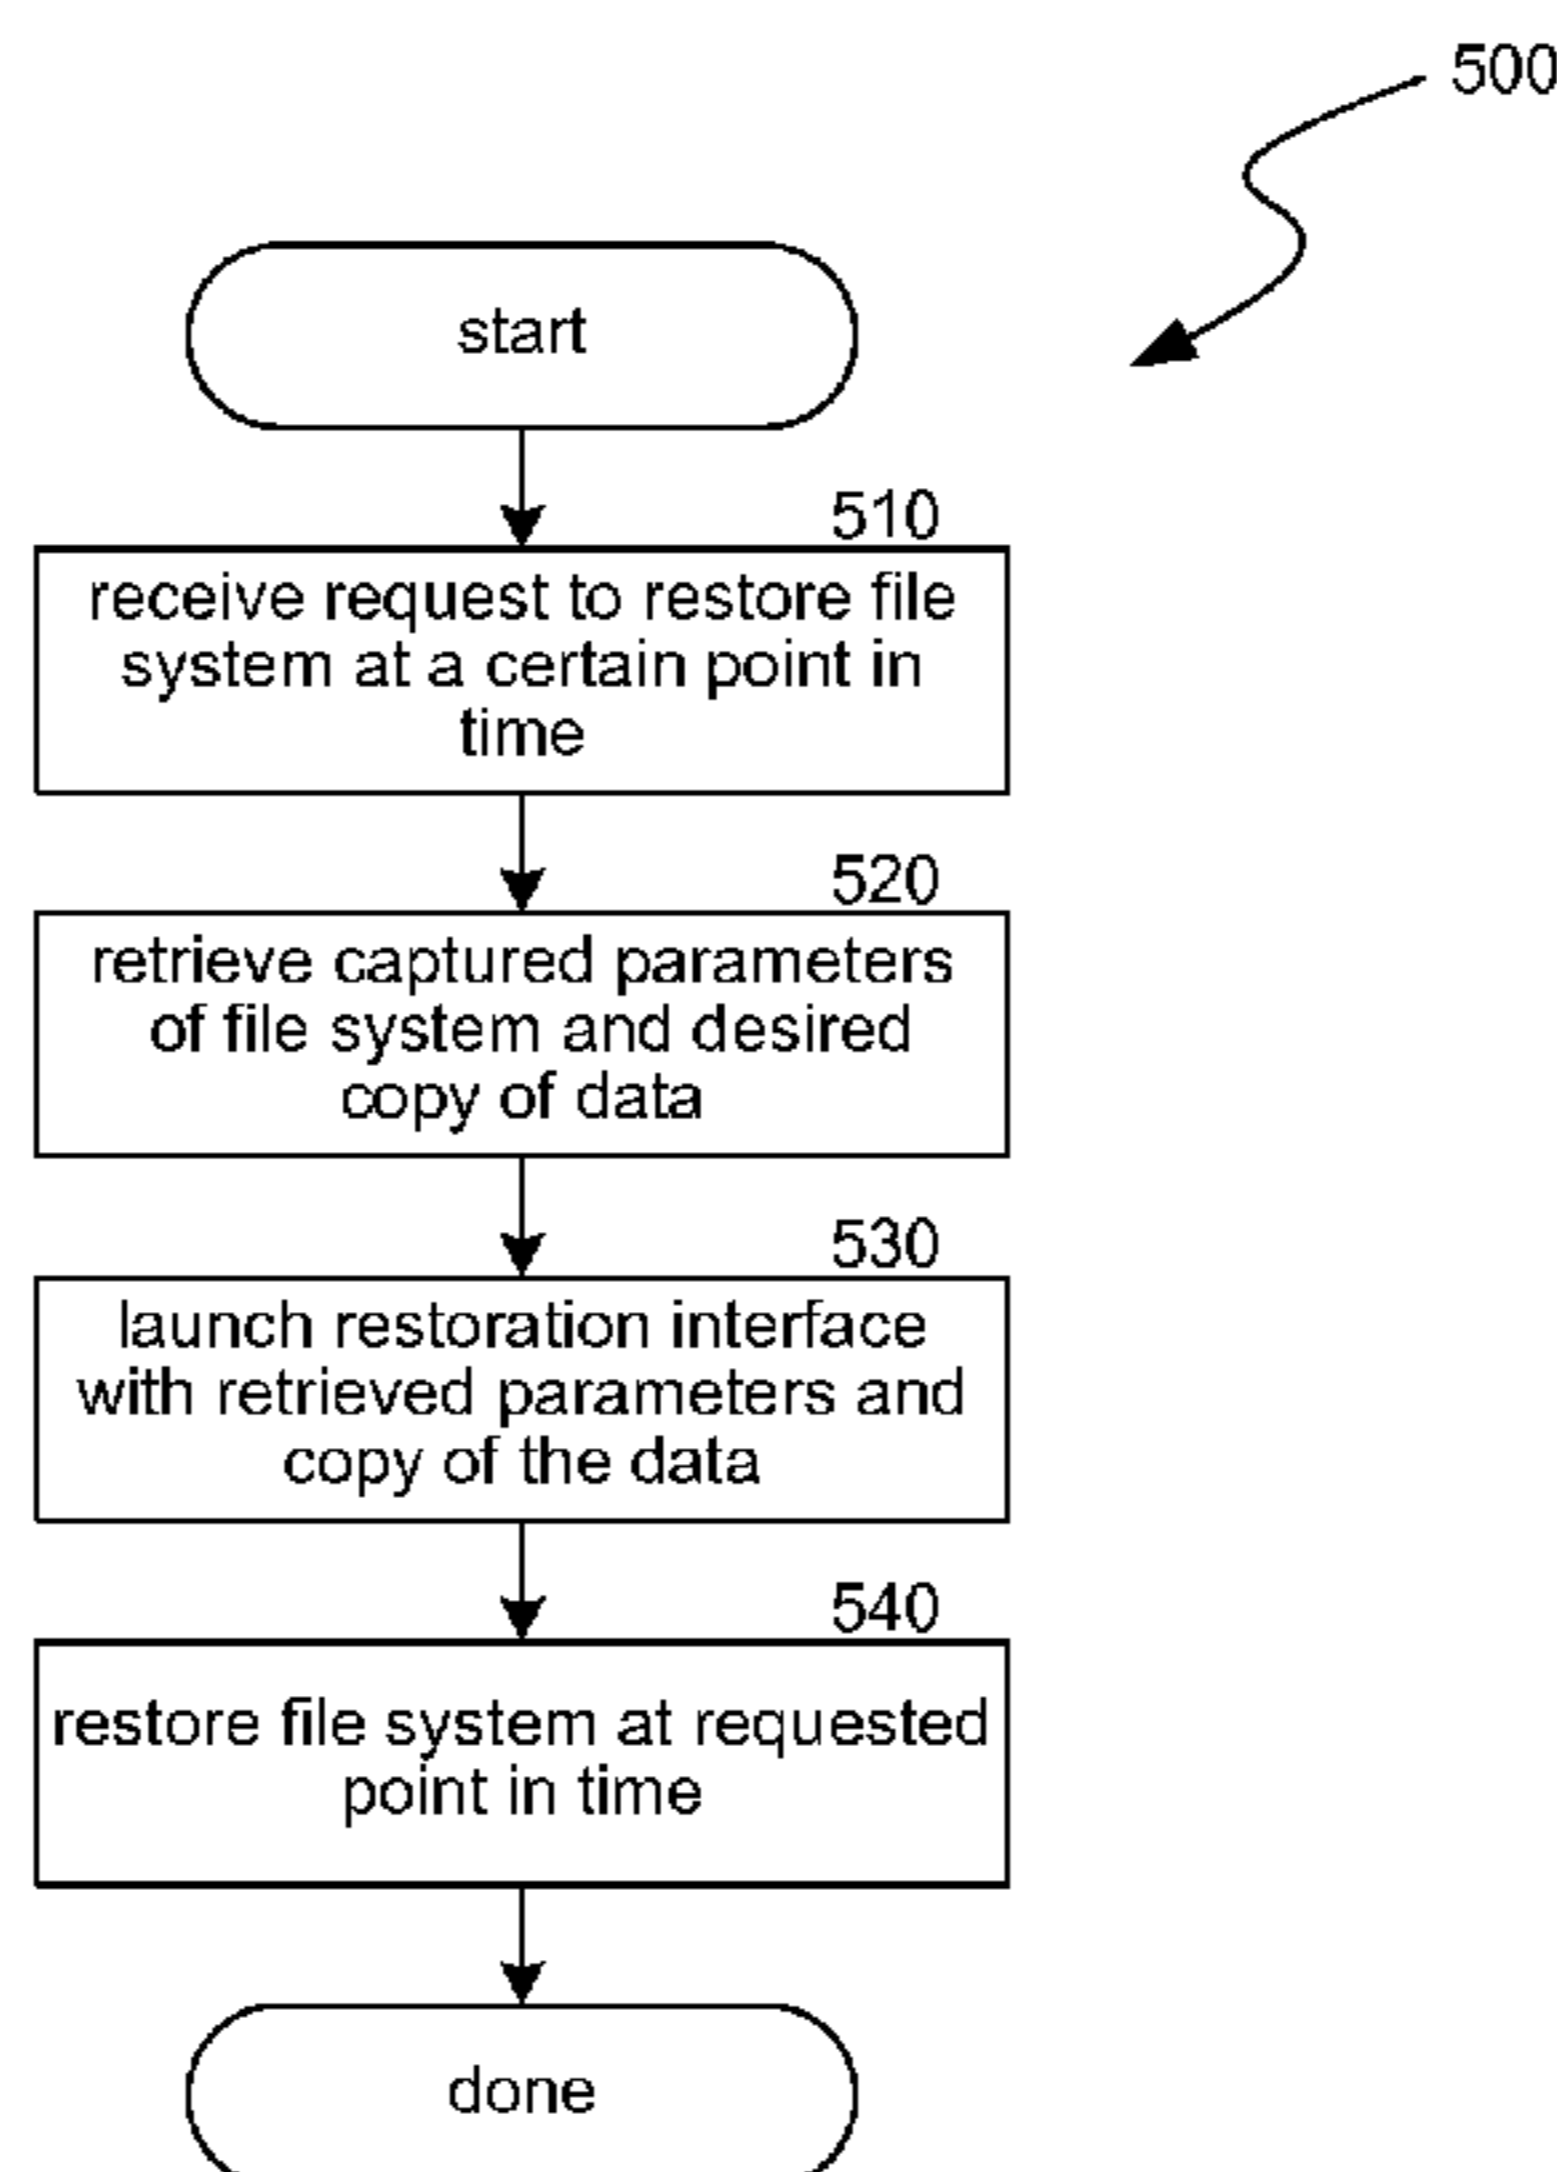 500
start
510
receive request to restore file
system at a certain point in
time
520
retrieve captured parameters
of file system and desired
copy of data
530
launch restoration interface
with retrieved parameters and
copy of the data
540
restore file system at requested
point in time
done